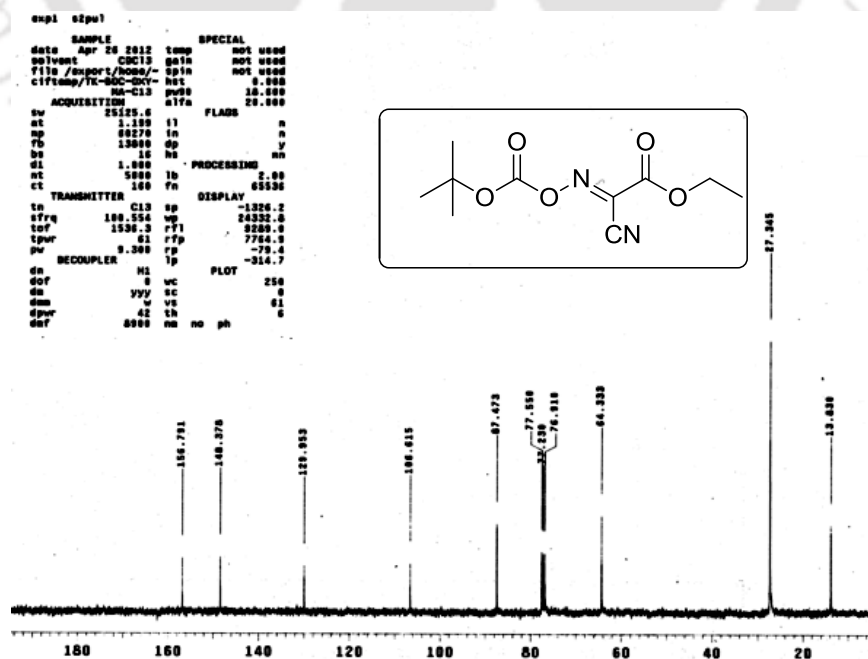 exp1 s2pul
SAMPLE SPECIAL
date Apr 26 2012 temp not used
solvent CDCl3 gain not used
file /export/home/~ spin not used
ciftemp/TK-BOC-OXY~ hst 0.008
MA-C13 pw90 18.600
ACQUISITION alfa 20.000
sw 25125.6 FLAGS
at 1.199 il n
np 60270 in n
fb 13800 dp y
bs 16 hs nn
d1 1.000 PROCESSING
nt 5000 lb 2.00
ct 160 fn 65536
TRANSMITTER DISPLAY
tn C13 sp -1326.2
sfrq 100.554 wp 24332.8
tof 1536.3 rfl 9289.0
tpwr 61 rfp 7764.9
pw 9.300 rp -79.4
DECOUPLER lp -314.7
dn H1 PLOT
dof 0 wc 250
dm yyy sc 0
dmm w vs 61
dpwr 42 th 6
dmf 8900 nm no ph
O O
O O N O
CN
156.791
148.378
129.953
106.615
87.473
77.550
77.230
76.910
64.333
27.345
13.830
180 160 140 120 100 80 60 40 20